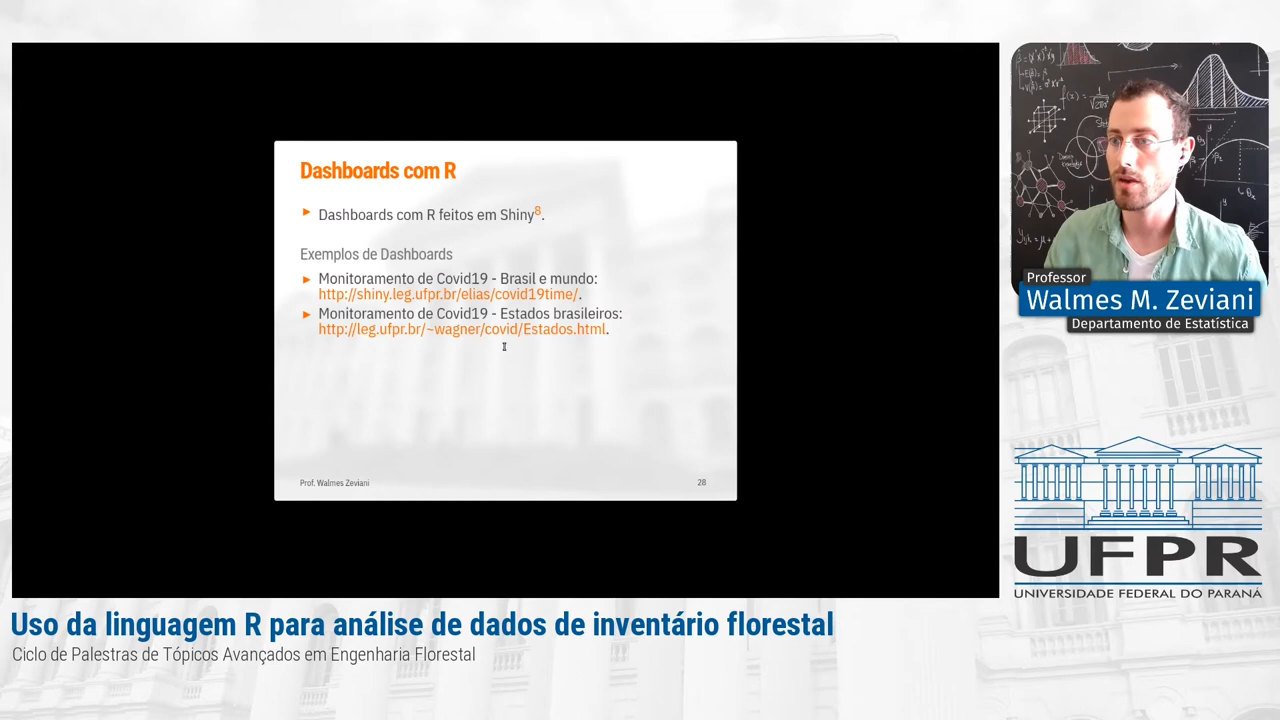 Dashboards com R
► Dashboards com R feitos em Shiny8.
Exemplos de Dashboards
► Monitoramento de Covid19 - Brasil e mundo:
http://shiny.leg.ufpr.br/elias/covid19time/.
► Monitoramento de Covid19 - Estados brasileiros:
http://leg.ufpr.br/~wagner/covid/Estados.html.
Prof. Walmes Zeviani
28
Professor
Walmes M. Zeviani
Departamento de Estatística
UFPR
UNIVERSIDADE FEDERAL DO PARANÁ
Uso da linguagem R para análise de dados de inventário florestal
Ciclo de Palestras de Tópicos Avançados em Engenharia Florestal